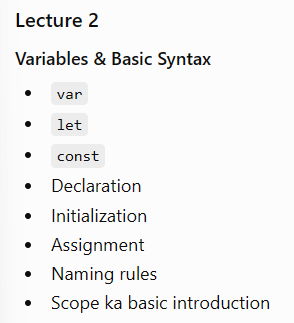 Lecture 2
Variables & Basic Syntax
• var
• let
• const
• Declaration
• Initialization
• Assignment
• Naming rules
• Scope ka basic introduction